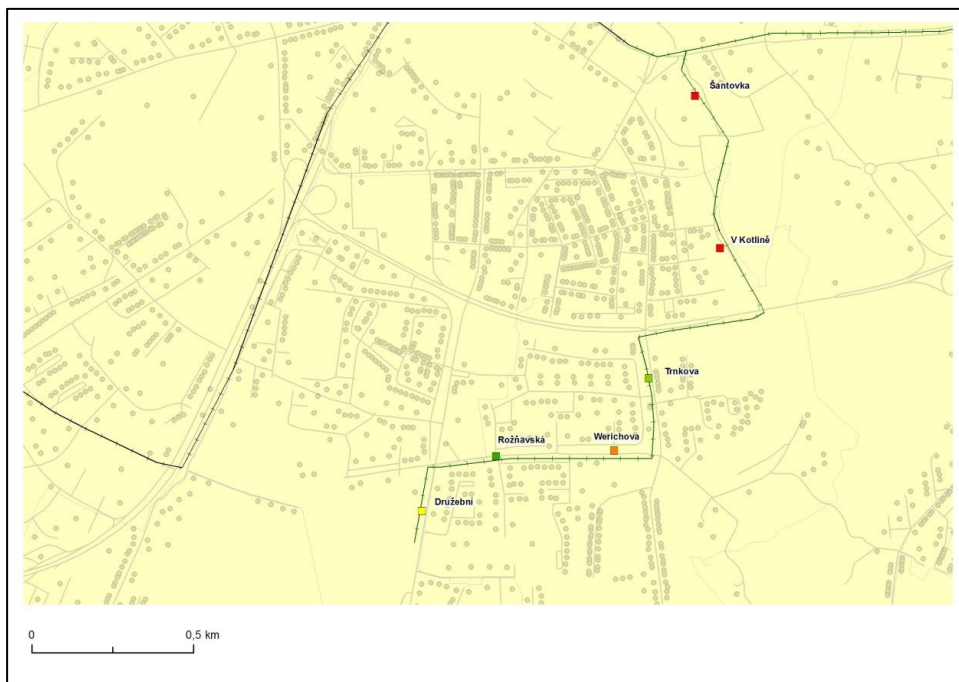 Šantovka
V Kotlině
Trnkova
Rožňavská
Werichova
Družební
0
0,5 km